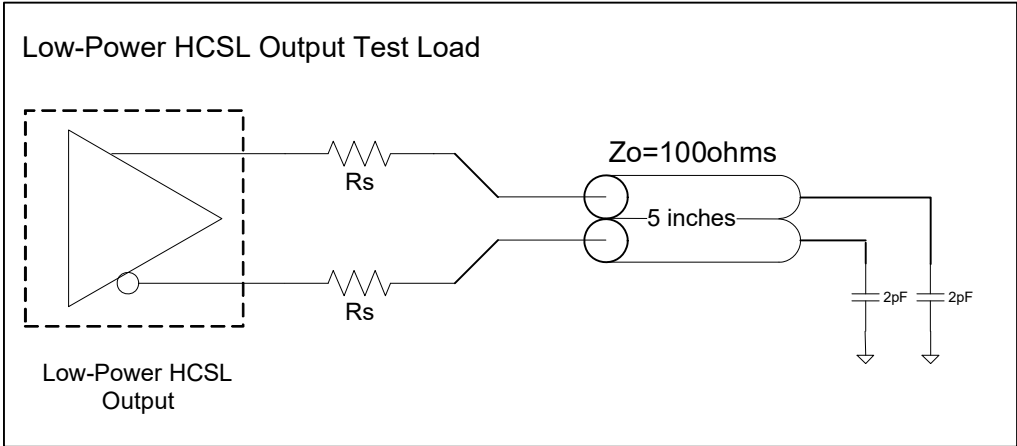 Low-Power HCSL Output Test Load
Rs
Zo=100ohms
5 inches
Rs
2pF
2pF
Low-Power HCSL
Output